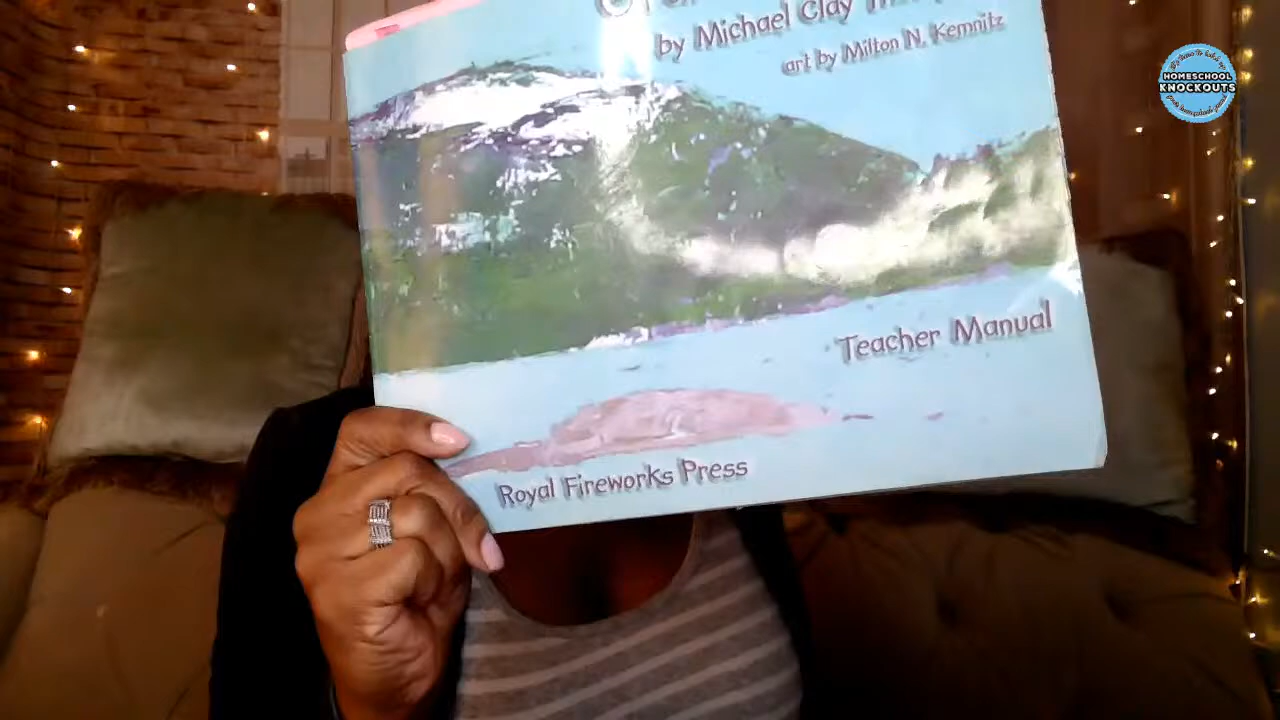 by Michael Clay
art by Milton N. Kemnitz
Teacher Manual
Royal Fireworks Press
HOMESCHOOL
KNOCKOUTS